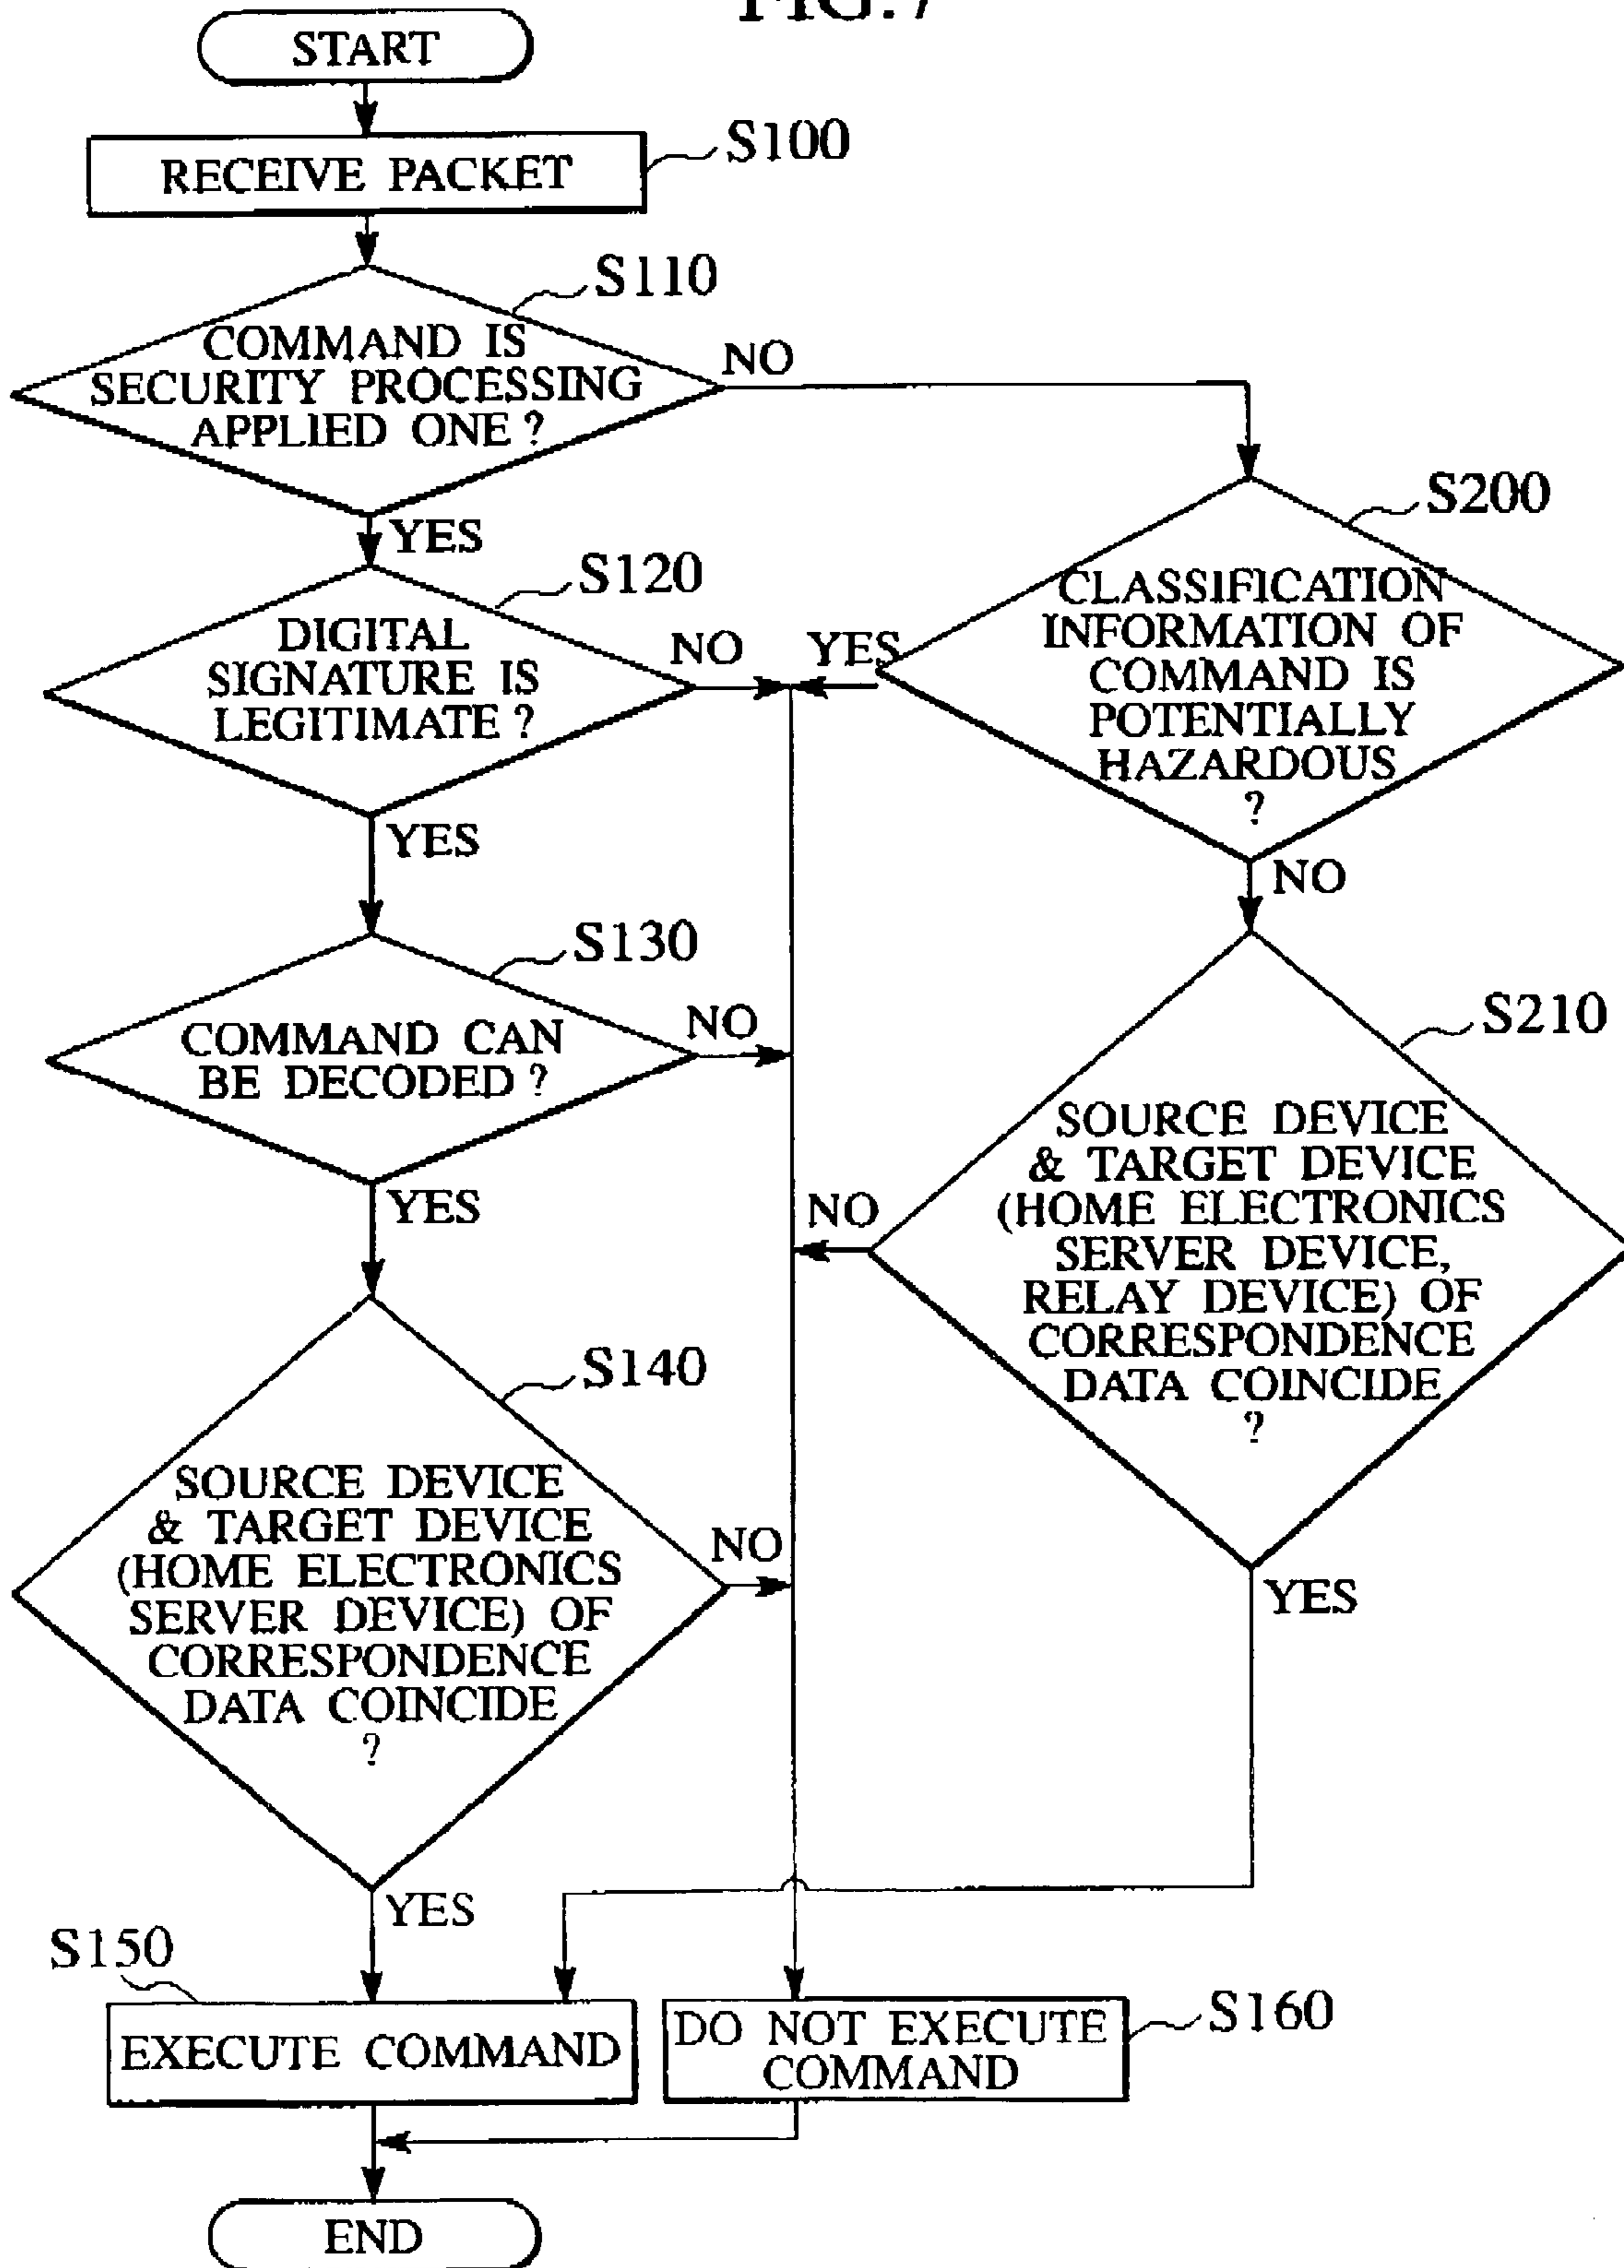 FIG.7
START
RECEIVE PACKET
S100
S110
COMMAND IS
SECURITY PROCESSING
APPLIED ONE ?
NO
YES
S200
CLASSIFICATION
INFORMATION OF
COMMAND IS
POTENTIALLY
HAZARDOUS
?
YES
NO
S120
DIGITAL
SIGNATURE IS
LEGITIMATE ?
NO
YES
S130
COMMAND CAN
BE DECODED ?
NO
YES
S210
SOURCE DEVICE
& TARGET DEVICE
(HOME ELECTRONICS
SERVER DEVICE,
RELAY DEVICE) OF
CORRESPONDENCE
DATA COINCIDE
?
NO
YES
S140
SOURCE DEVICE
& TARGET DEVICE
(HOME ELECTRONICS
SERVER DEVICE) OF
CORRESPONDENCE
DATA COINCIDE
?
NO
YES
S150
EXECUTE COMMAND
DO NOT EXECUTE
COMMAND
S160
END